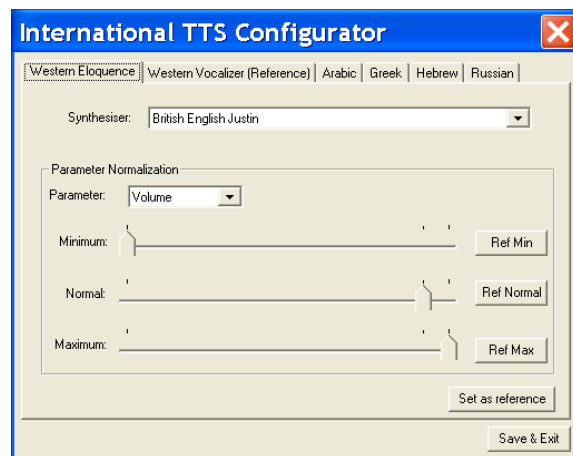 International TTS Configurator
Western Eloquence Western Vocalizer (Reference) Arabic Greek Hebrew Russian
Synthesiser: British English Justin
Parameter Normalization
Parameter: Volume
Minimum: Ref Min
Normal: Ref Normal
Maximum: Ref Max
Set as reference
Save & Exit